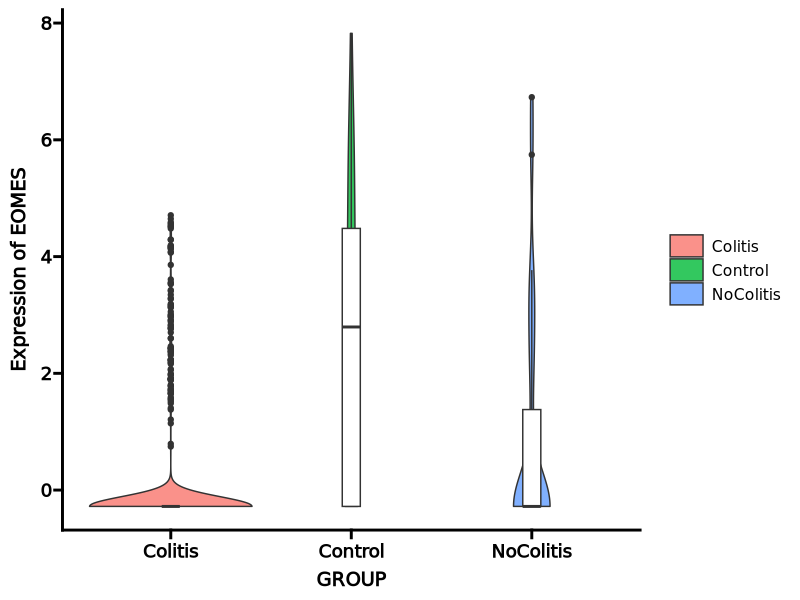 8
6
4
2
0
Expression of EOMES
Colitis
Control
NoColitis
GROUP
Colitis
Control
NoColitis